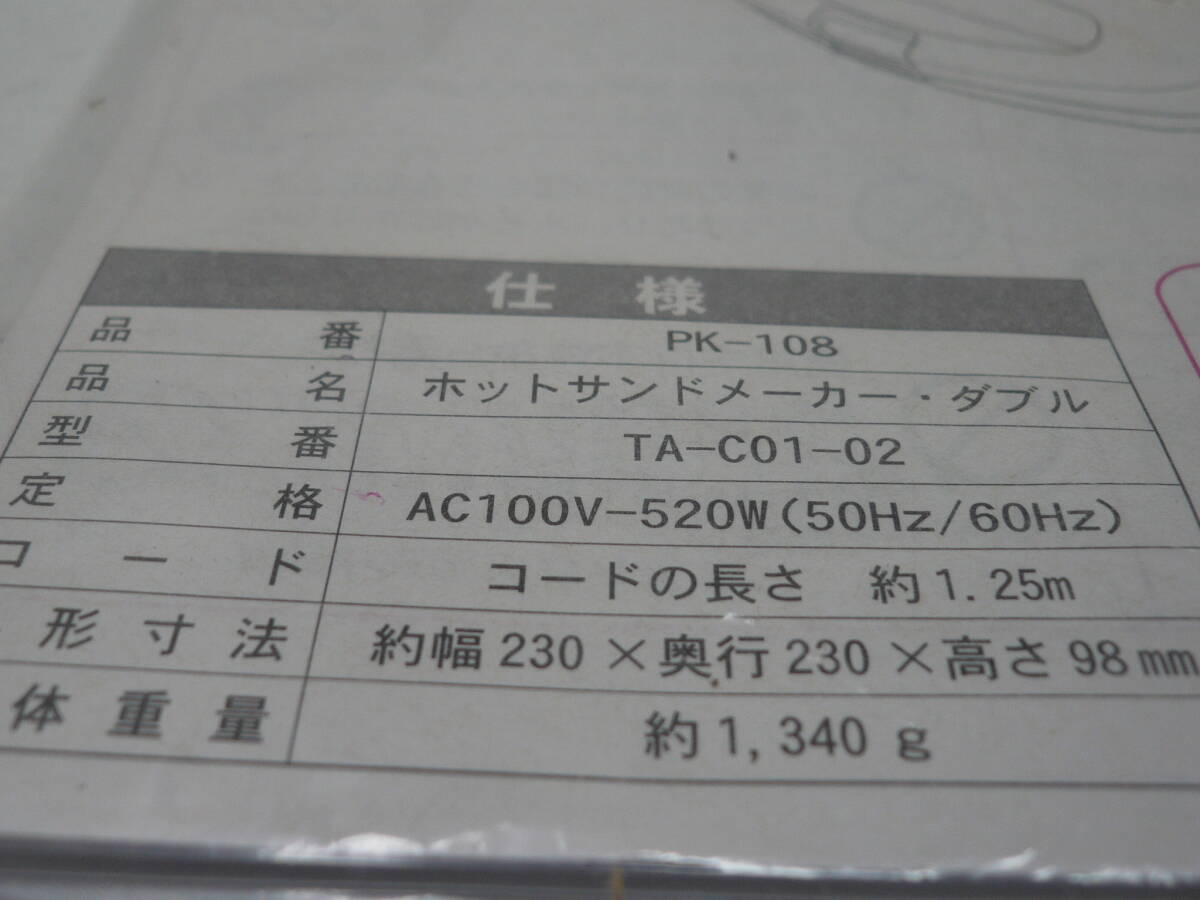 仕様
品番 PK-108
品名 ホットサンドメーカー・ダブル
型番 TA-C01-02
定格 AC100V-520W(50Hz/60Hz)
コード コードの長さ 約1.25m
形寸法 約幅230×奥行230×高さ98mm
体重量 約1,340g